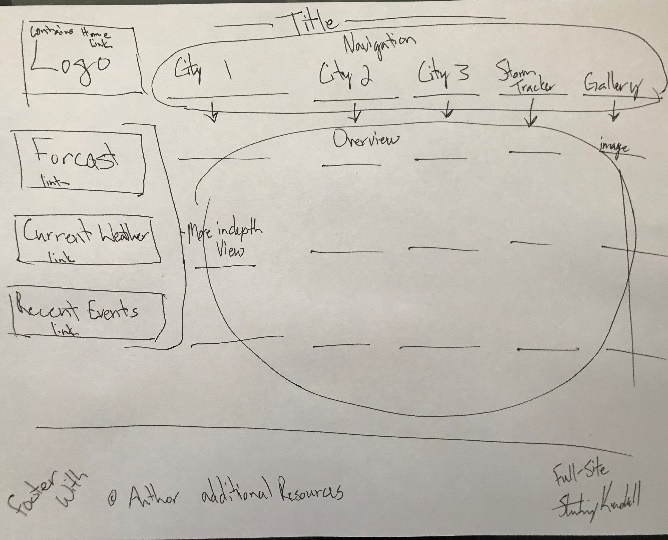 Title
Contains Home
link
Logo
Navigation
City 1
City 2
City 3
Storm
Tracker
Gallery
Forcast
link
Overview
image
Current Weather
link
More indepth
View
Recent Events
link
Footer
With
@ Author additional Resources
Full-Site